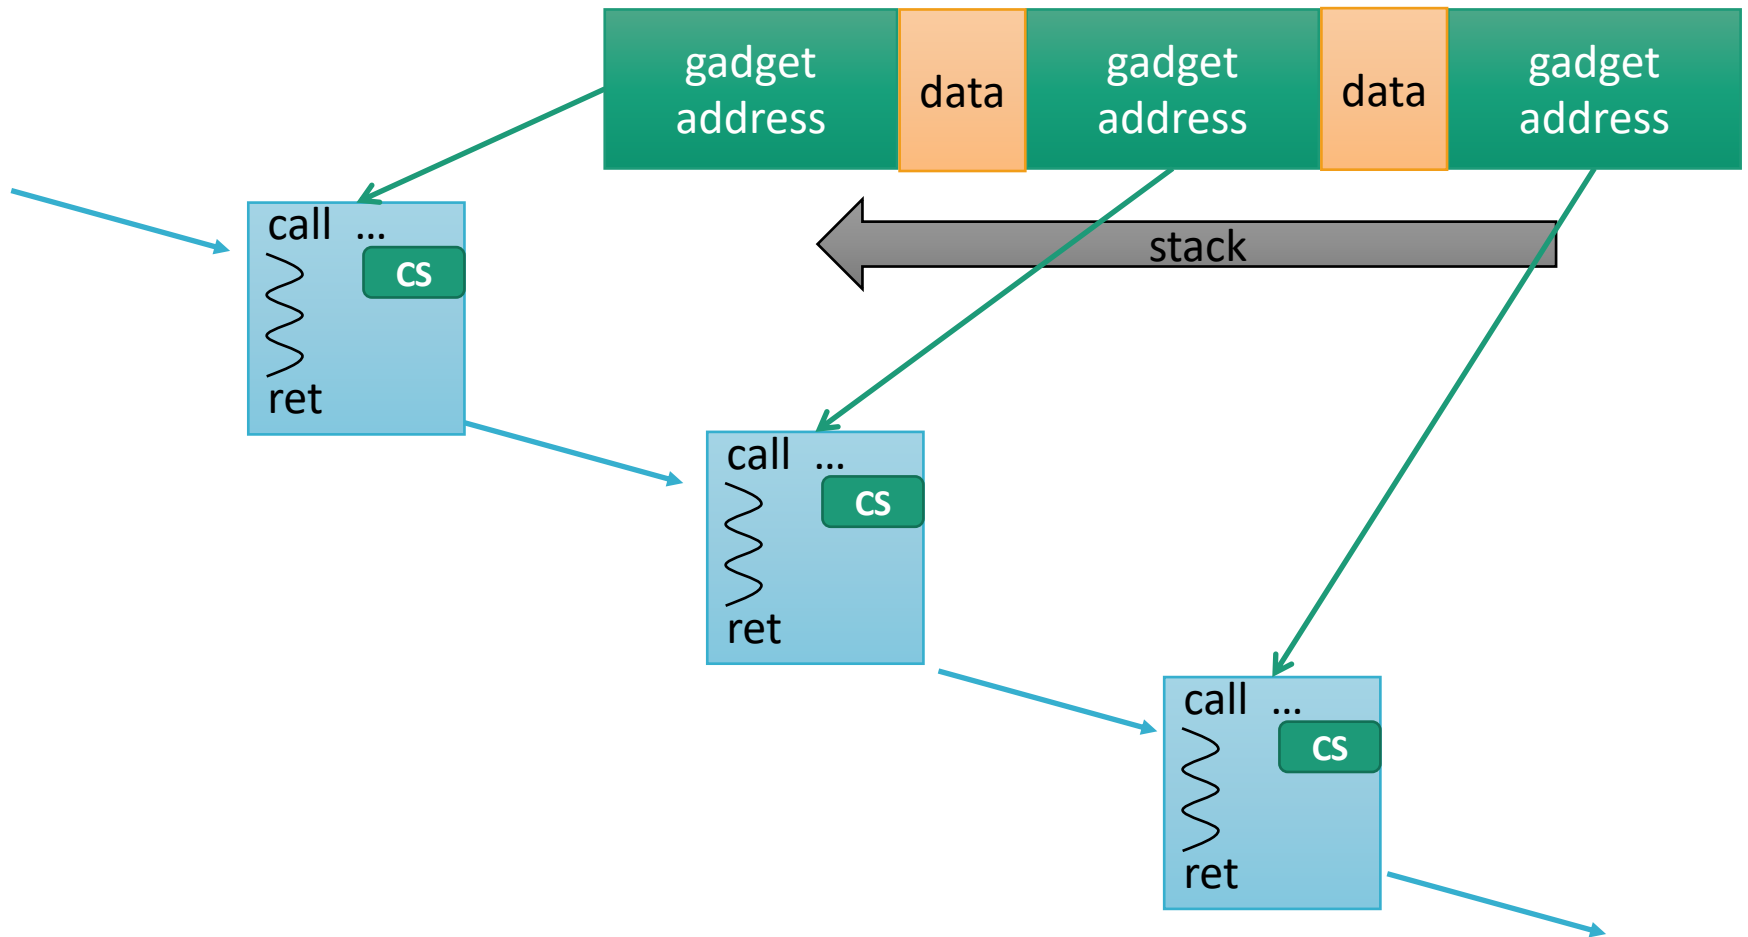 gadget
address
data
gadget
address
data
gadget
address
stack
call ...
CS
ret
call ...
CS
ret
call ...
CS
ret